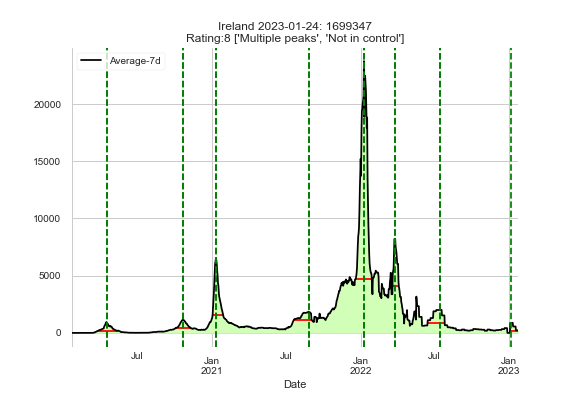 Ireland 2023-01-24: 1699347
Rating:8 ['Multiple peaks', 'Not in control']
Average-7d
20000
15000
10000
5000
0
Jul
Jan
2021
Jul
Jan
2022
Jul
Jan
2023
Date